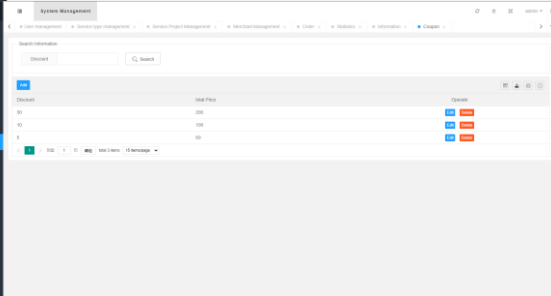 System Management
admin
User management Service type management Service Project Management Merchant Management Order Statistics Information Coupon
Search Information
Discount
Search
Add
Discount Total Price Operate
200 Edit Delete
10 100 Edit Delete
5 Edit Delete
1 1 total 3 items 15 items/page